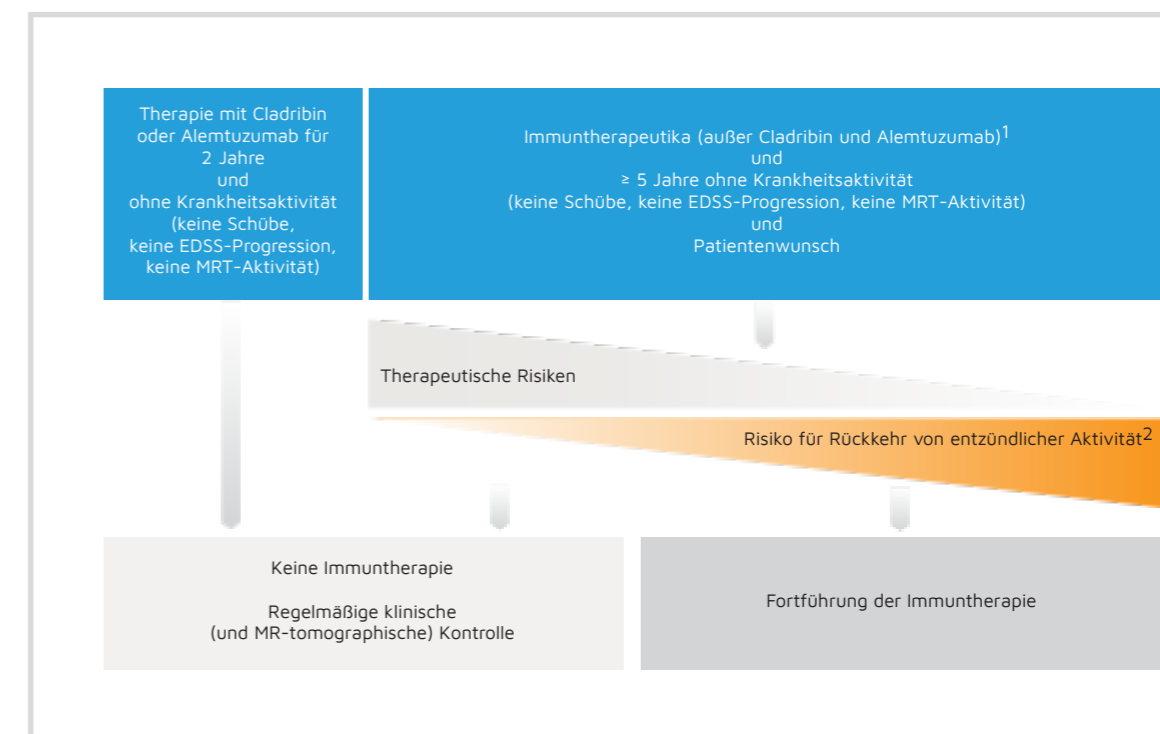 Therapie mit Cladribin
oder Alemtuzumab für
2 Jahre
und
ohne Krankheitsaktivität
(keine Schübe,
keine EDSS-Progression,
keine MRT-Aktivität)
Immuntherapeutika (außer Cladribin und Alemtuzumab)1
und
≥ 5 Jahre ohne Krankheitsaktivität
(keine Schübe, keine EDSS-Progression, keine MRT-Aktivität)
und
Patientenwunsch
Therapeutische Risiken
Risiko für Rückkehr von entzündlicher Aktivität2
Keine Immuntherapie
Regelmäßige klinische
(und MR-tomographische) Kontrolle
Fortführung der Immuntherapie